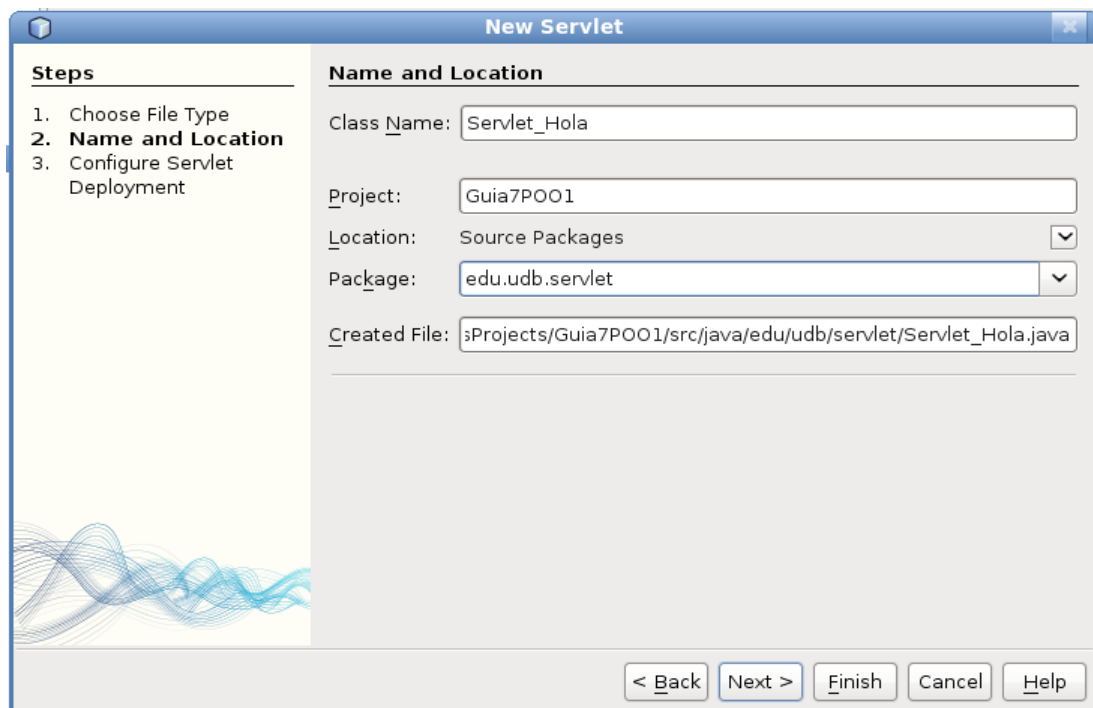 New Servlet
Steps
1. Choose File Type
2. Name and Location
3. Configure Servlet
Deployment
Name and Location
Class Name: Servlet_Hola
Project: Guia7POO1
Location: Source Packages
Package: edu.udb.servlet
Created File: sProjects/Guia7POO1/src/java/edu/udb/servlet/Servlet_Hola.java
< Back Next > Finish Cancel Help